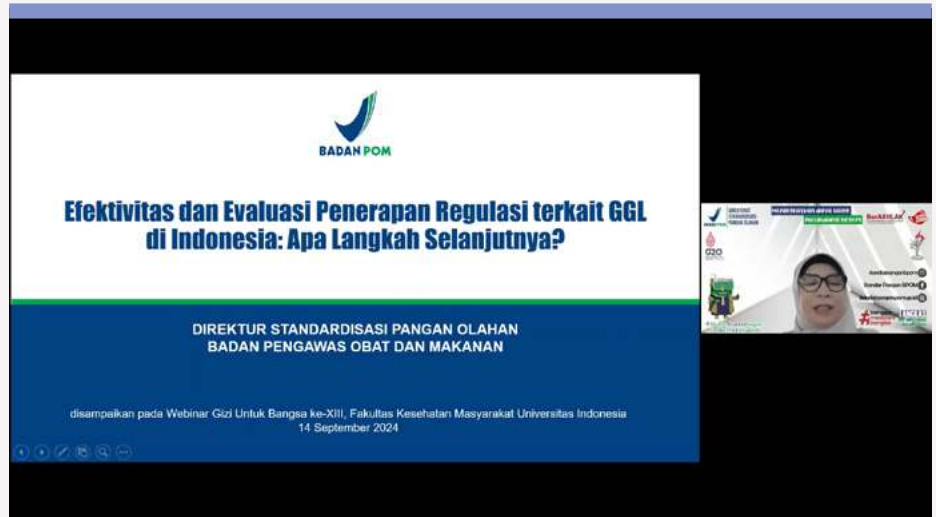 BADAN POM
Efektivitas dan Evaluasi Penerapan Regulasi terkait GGL
di Indonesia: Apa Langkah Selanjutnya?
DIREKTUR STANDARDISASI PANGAN OLAHAN
BADAN PENGAWAS OBAT DAN MAKANAN
disampaikan pada Webinar Gizi Untuk Bangsa ke-XIII, Fakultas Kesehatan Masyarakat Universitas Indonesia
14 September 2024
G20
BerAKHLAK